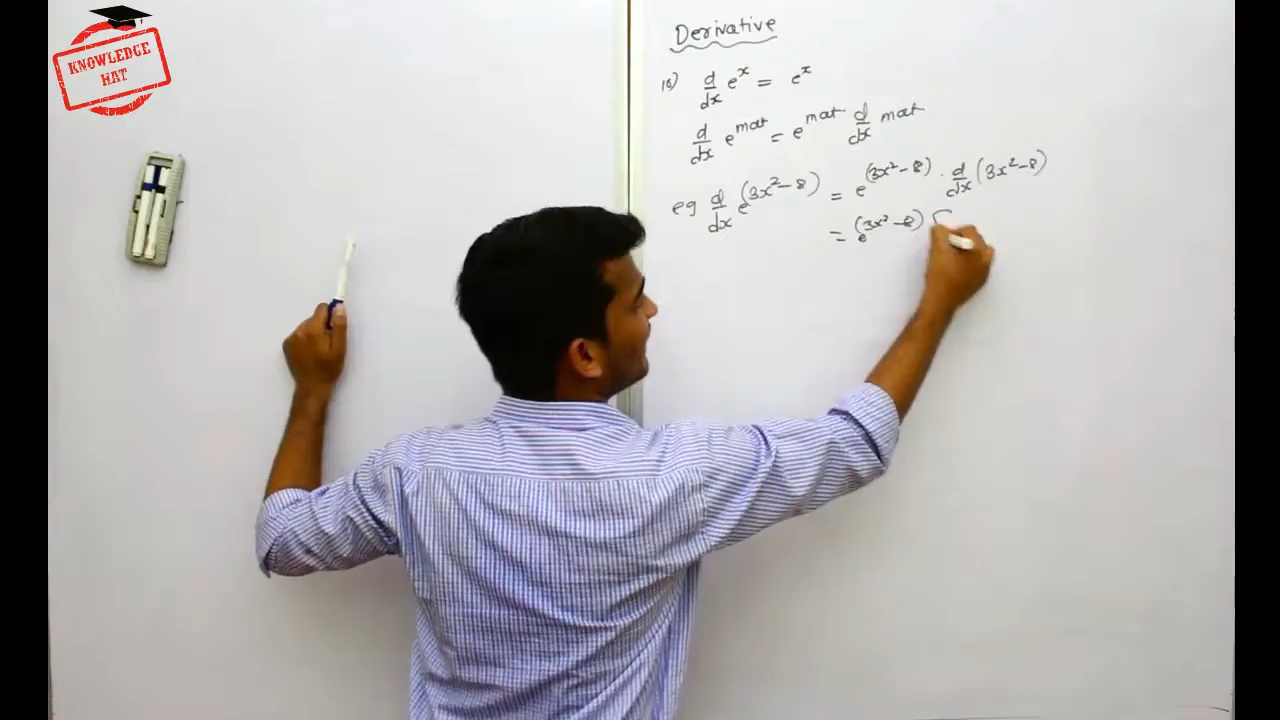 KNOWLEDGE
HAT
Derivative
10) d/dx e^x = e^x
d/dx e^mat = e^mat d/dx mat
eg d/dx e^(3x²-8) = e^(3x²-8) · d/dx (3x²-8)
= e^(3x²-8) [